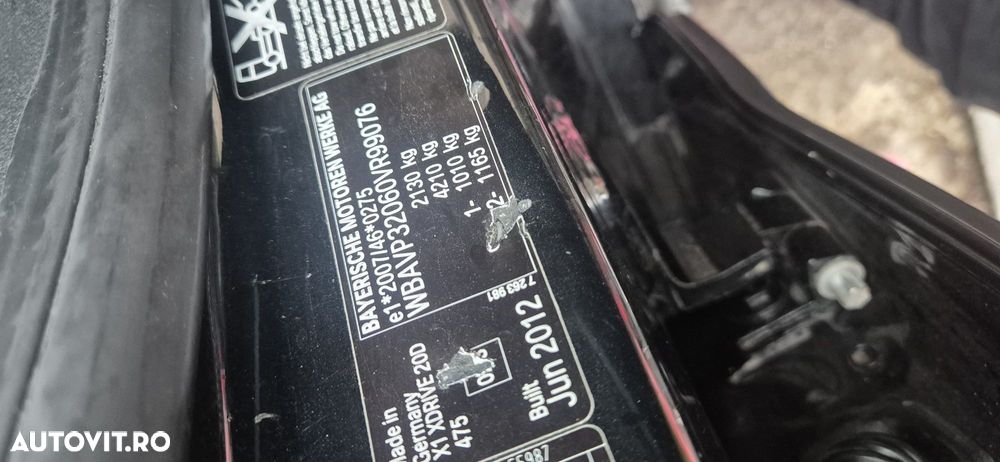 BAYERISCHE MOTOREN WERKE AG
e1*2007/46*0275
WBAVP32060VR99076
2130 kg
4210 kg
1- 1010 kg
2- 1165 kg
7 263 981
Made in
Germany
X1 XDRIVE 20D
475
Built
Jun 2012
AUTOVIT.RO